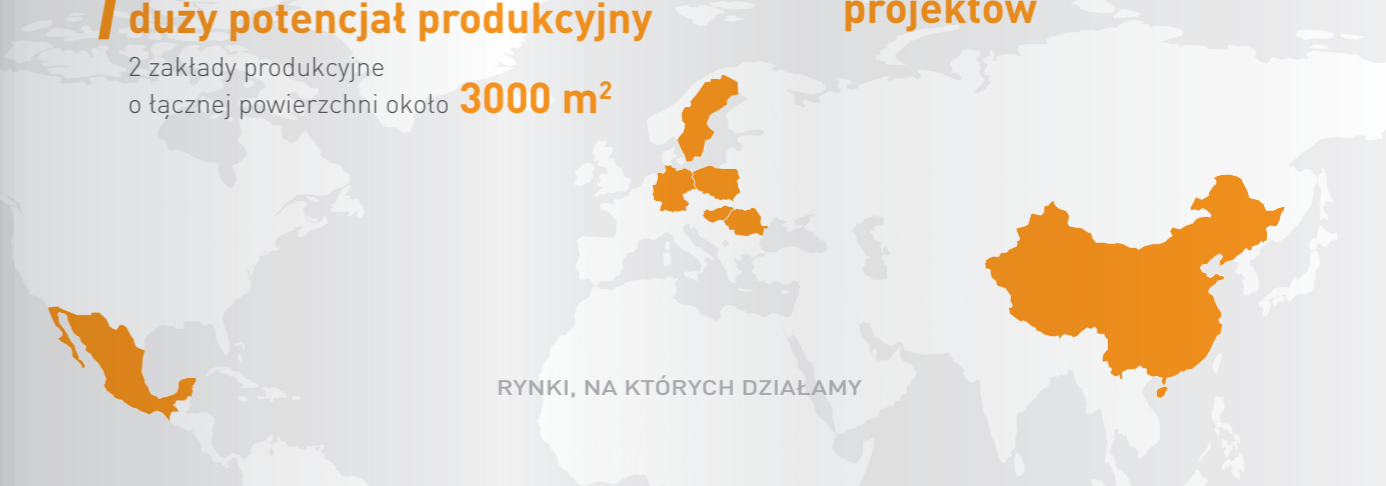 duży potencjał produkcyjny
projektów
2 zakłady produkcyjne
o łącznej powierzchni około 3000 m²
RYNKI, NA KTÓRYCH DZIAŁAMY